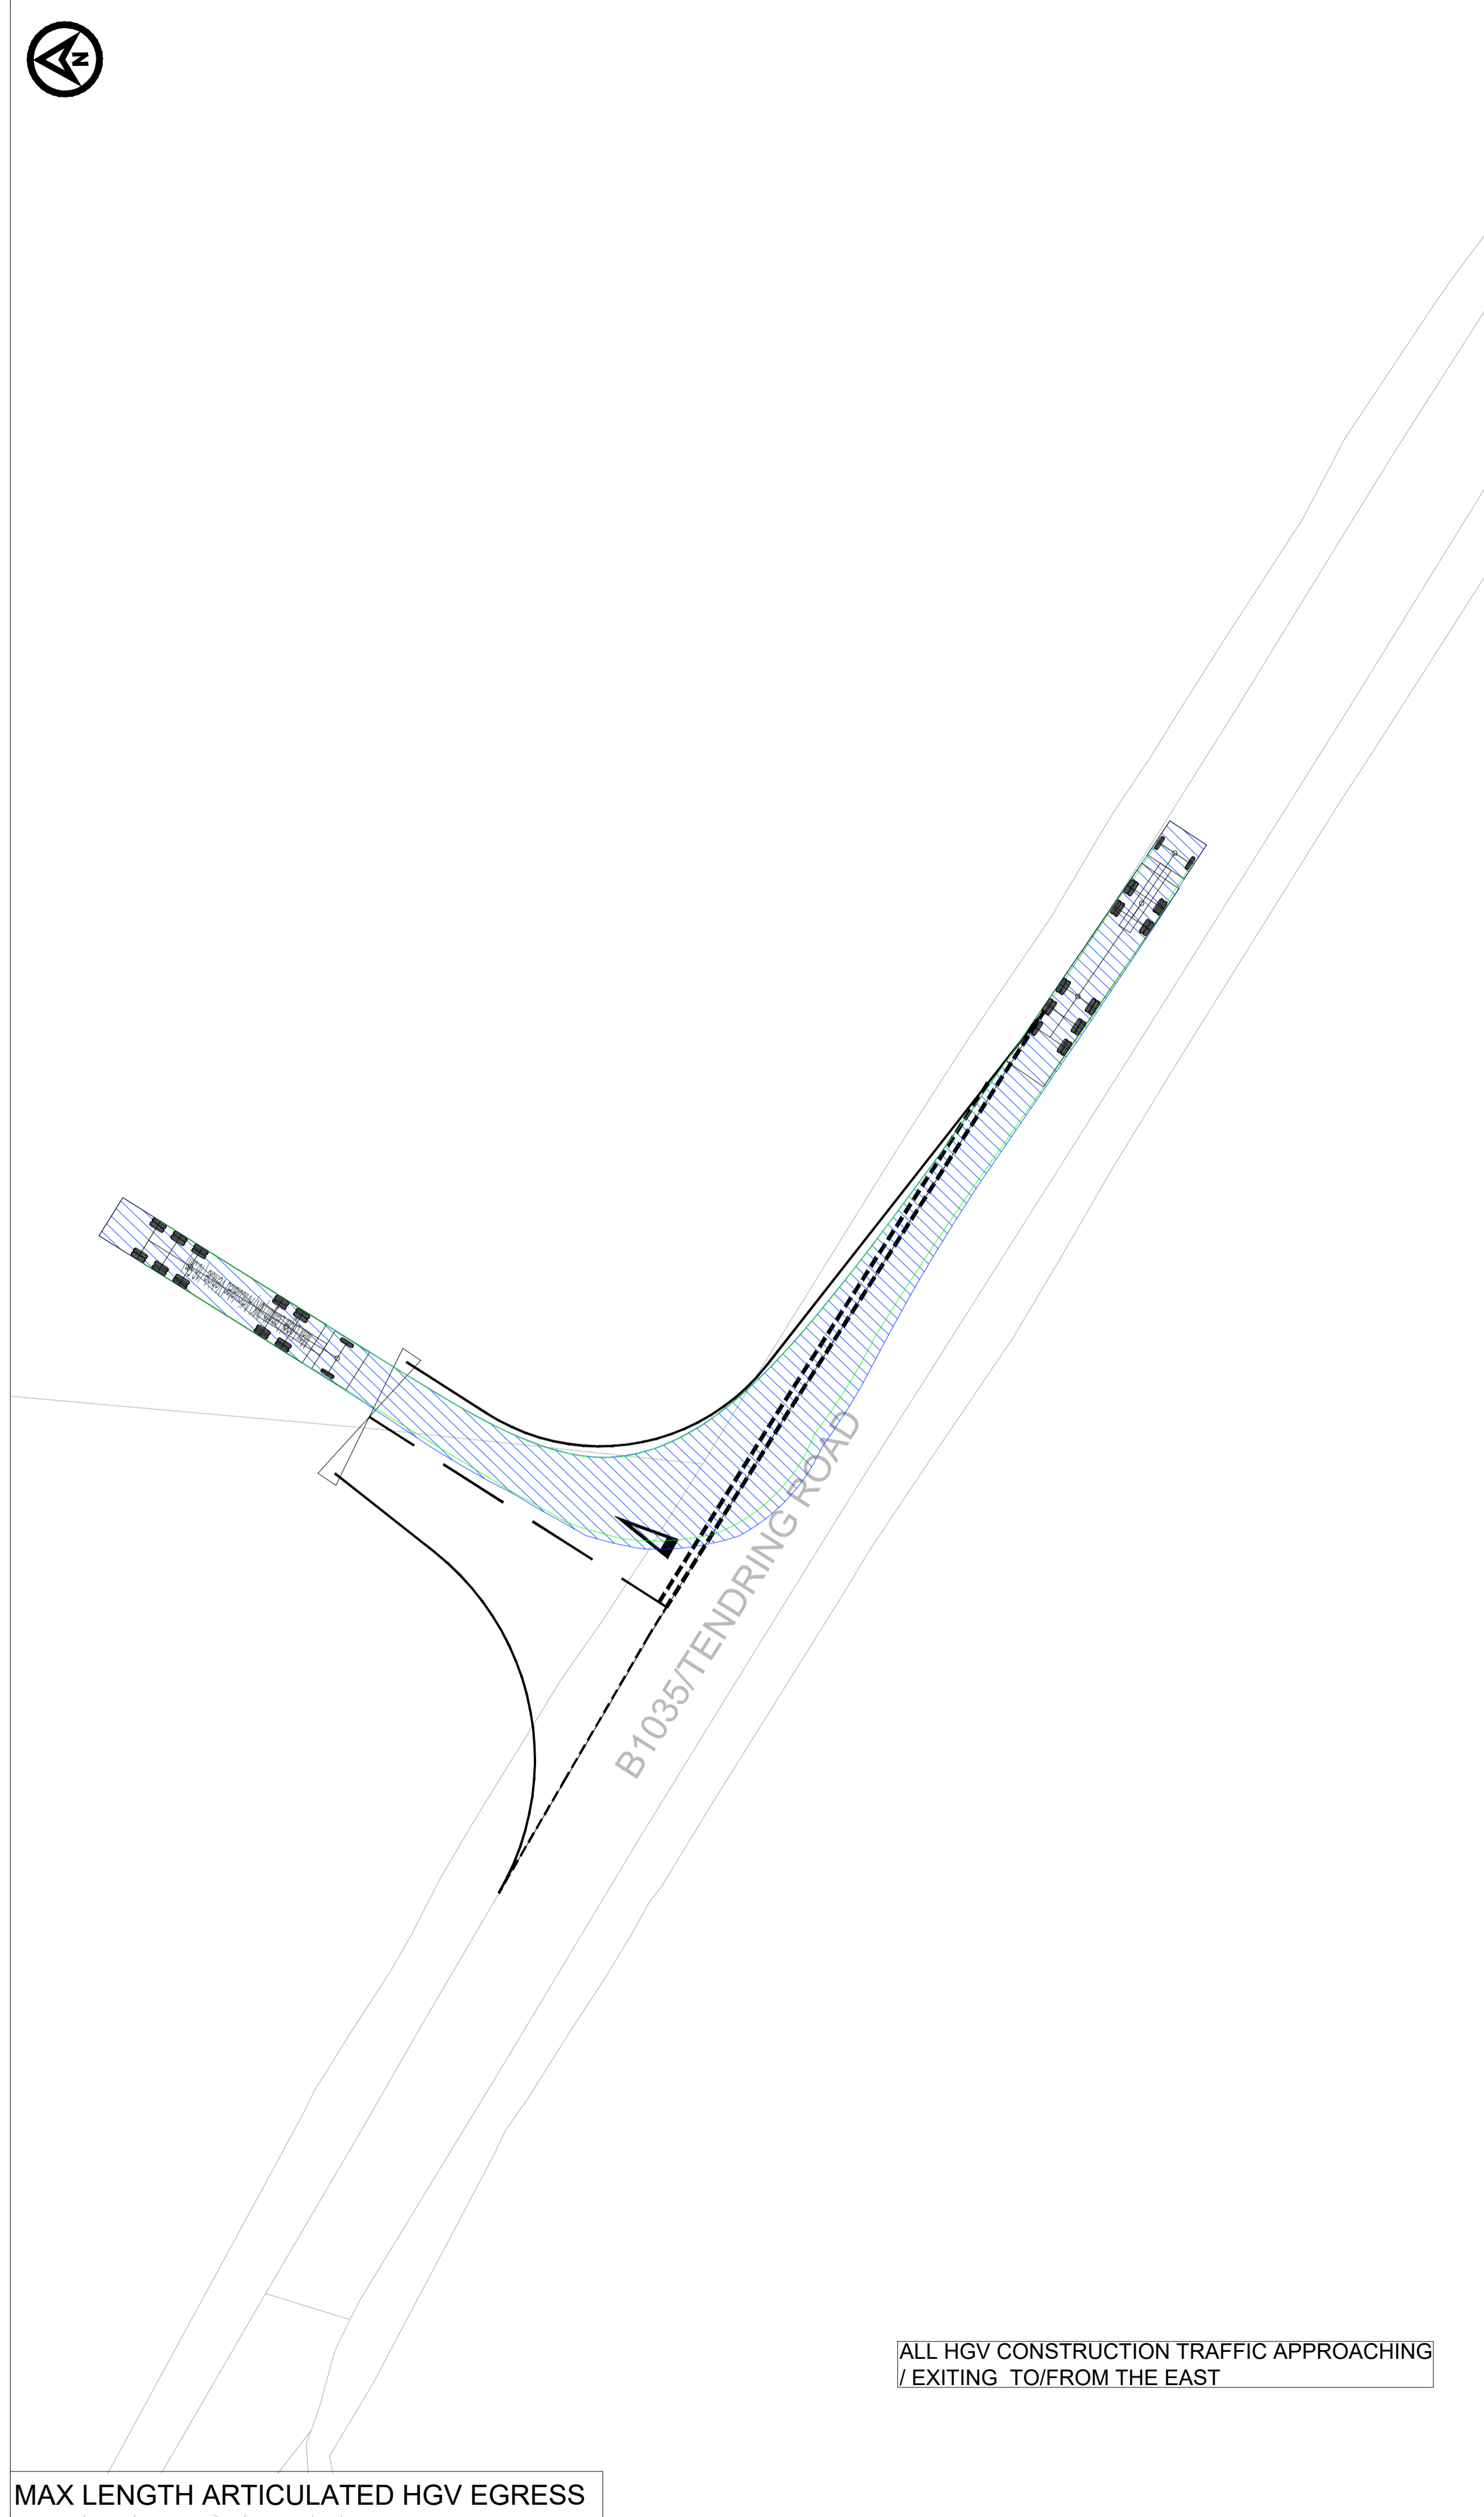 N
B1035/TENDRING ROAD
ALL HGV CONSTRUCTION TRAFFIC APPROACHING
/ EXITING TO/FROM THE EAST
MAX LENGTH ARTICULATED HGV EGRESS